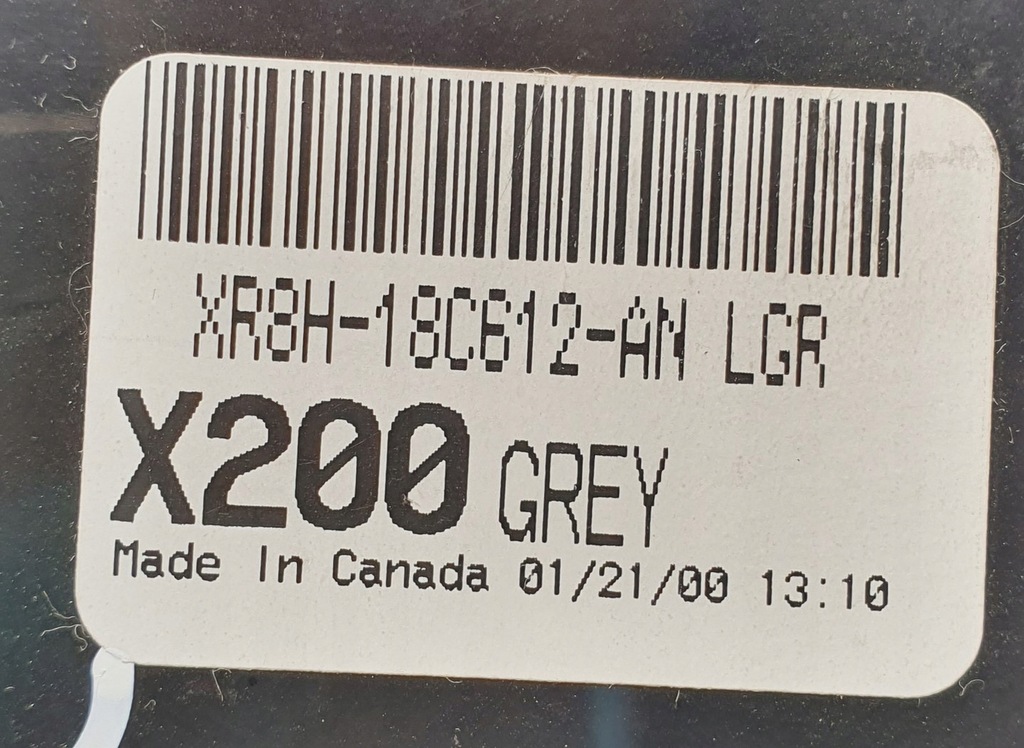 XR8H-18C612-AN LGR
X200 GREY
Made In Canada 01/21/00 13:10